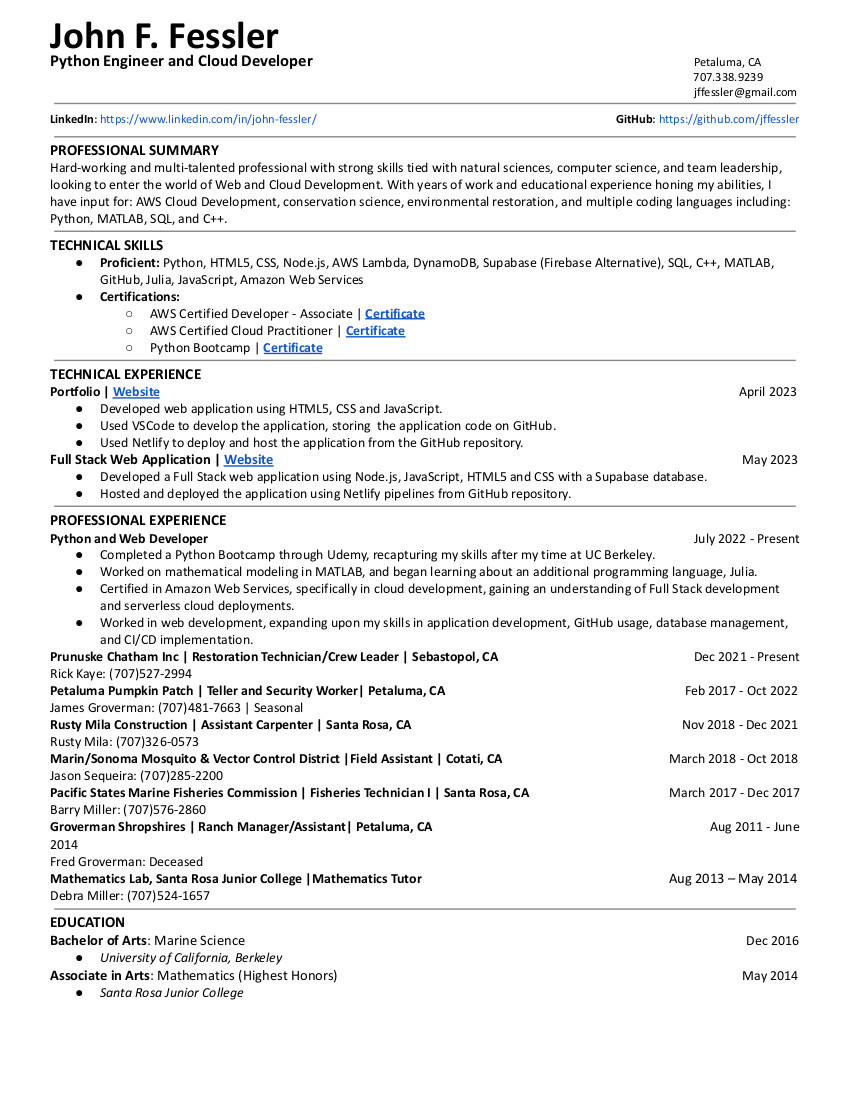 John F. Fessler
Python Engineer and Cloud Developer
Petaluma, CA
707.338.9239
jffessler@gmail.com
LinkedIn: https://www.linkedin.com/in/john-fessler/ GitHub: https://github.com/jffessler
PROFESSIONAL SUMMARY
Hard-working and multi-talented professional with strong skills tied with natural sciences, computer science, and team leadership,
looking to enter the world of Web and Cloud Development. With years of work and educational experience honing my abilities, I
have input for: AWS Cloud Development, conservation science, environmental restoration, and multiple coding languages including:
Python, MATLAB, SQL, and C++.
TECHNICAL SKILLS
● Proficient: Python, HTML5, CSS, Node.js, AWS Lambda, DynamoDB, Supabase (Firebase Alternative), SQL, C++, MATLAB,
GitHub, Julia, JavaScript, Amazon Web Services
● Certifications:
○ AWS Certified Developer - Associate | Certificate
○ AWS Certified Cloud Practitioner | Certificate
○ Python Bootcamp | Certificate
TECHNICAL EXPERIENCE
Portfolio | Website April 2023
● Developed web application using HTML5, CSS and JavaScript.
● Used VSCode to develop the application, storing the application code on GitHub.
● Used Netlify to deploy and host the application from the GitHub repository.
Full Stack Web Application | Website May 2023
● Developed a Full Stack web application using Node.js, JavaScript, HTML5 and CSS with a Supabase database.
● Hosted and deployed the application using Netlify pipelines from GitHub repository.
PROFESSIONAL EXPERIENCE
Python and Web Developer July 2022 - Present
● Completed a Python Bootcamp through Udemy, recapturing my skills after my time at UC Berkeley.
● Worked on mathematical modeling in MATLAB, and began learning about an additional programming language, Julia.
● Certified in Amazon Web Services, specifically in cloud development, gaining an understanding of Full Stack development
and serverless cloud deployments.
● Worked in web development, expanding upon my skills in application development, GitHub usage, database management,
and CI/CD implementation.
Prunuske Chatham Inc | Restoration Technician/Crew Leader | Sebastopol, CA Dec 2021 - Present
Rick Kaye: (707)527-2994
Petaluma Pumpkin Patch | Teller and Security Worker| Petaluma, CA Feb 2017 - Oct 2022
James Groverman: (707)481-7663 | Seasonal
Rusty Mila Construction | Assistant Carpenter | Santa Rosa, CA Nov 2018 - Dec 2021
Rusty Mila: (707)326-0573
Marin/Sonoma Mosquito & Vector Control District |Field Assistant | Cotati, CA March 2018 - Oct 2018
Jason Sequeira: (707)285-2200
Pacific States Marine Fisheries Commission | Fisheries Technician I | Santa Rosa, CA March 2017 - Dec 2017
Barry Miller: (707)576-2860
Groverman Shropshires | Ranch Manager/Assistant| Petaluma, CA Aug 2011 - June
2014
Fred Groverman: Deceased
Mathematics Lab, Santa Rosa Junior College |Mathematics Tutor Aug 2013 – May 2014
Debra Miller: (707)524-1657
EDUCATION
Bachelor of Arts: Marine Science Dec 2016
● University of California, Berkeley
Associate in Arts: Mathematics (Highest Honors) May 2014
● Santa Rosa Junior College